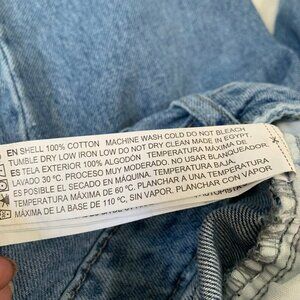 EN SHELL 100% COTTON MACHINE WASH COLD DO NOT BLEACH
TUMBLE DRY LOW IRON LOW DO NOT DRY CLEAN MADE IN EGYPT.
ES TELA EXTERIOR 100% ALGODÓN TEMPERATURA MÁXIMA DE
LAVADO 30 °C. PROCESO MUY MODERADO. NO USAR BLANQUEADOR.
ES POSIBLE EL SECADO EN MÁQUINA. TEMPERATURA BAJA,
TEMPERATURA MÁXIMA DE 60 °C. PLANCHAR A UNA TEMPERATURA
MÁXIMA DE LA BASE DE 110 °C, SIN VAPOR.